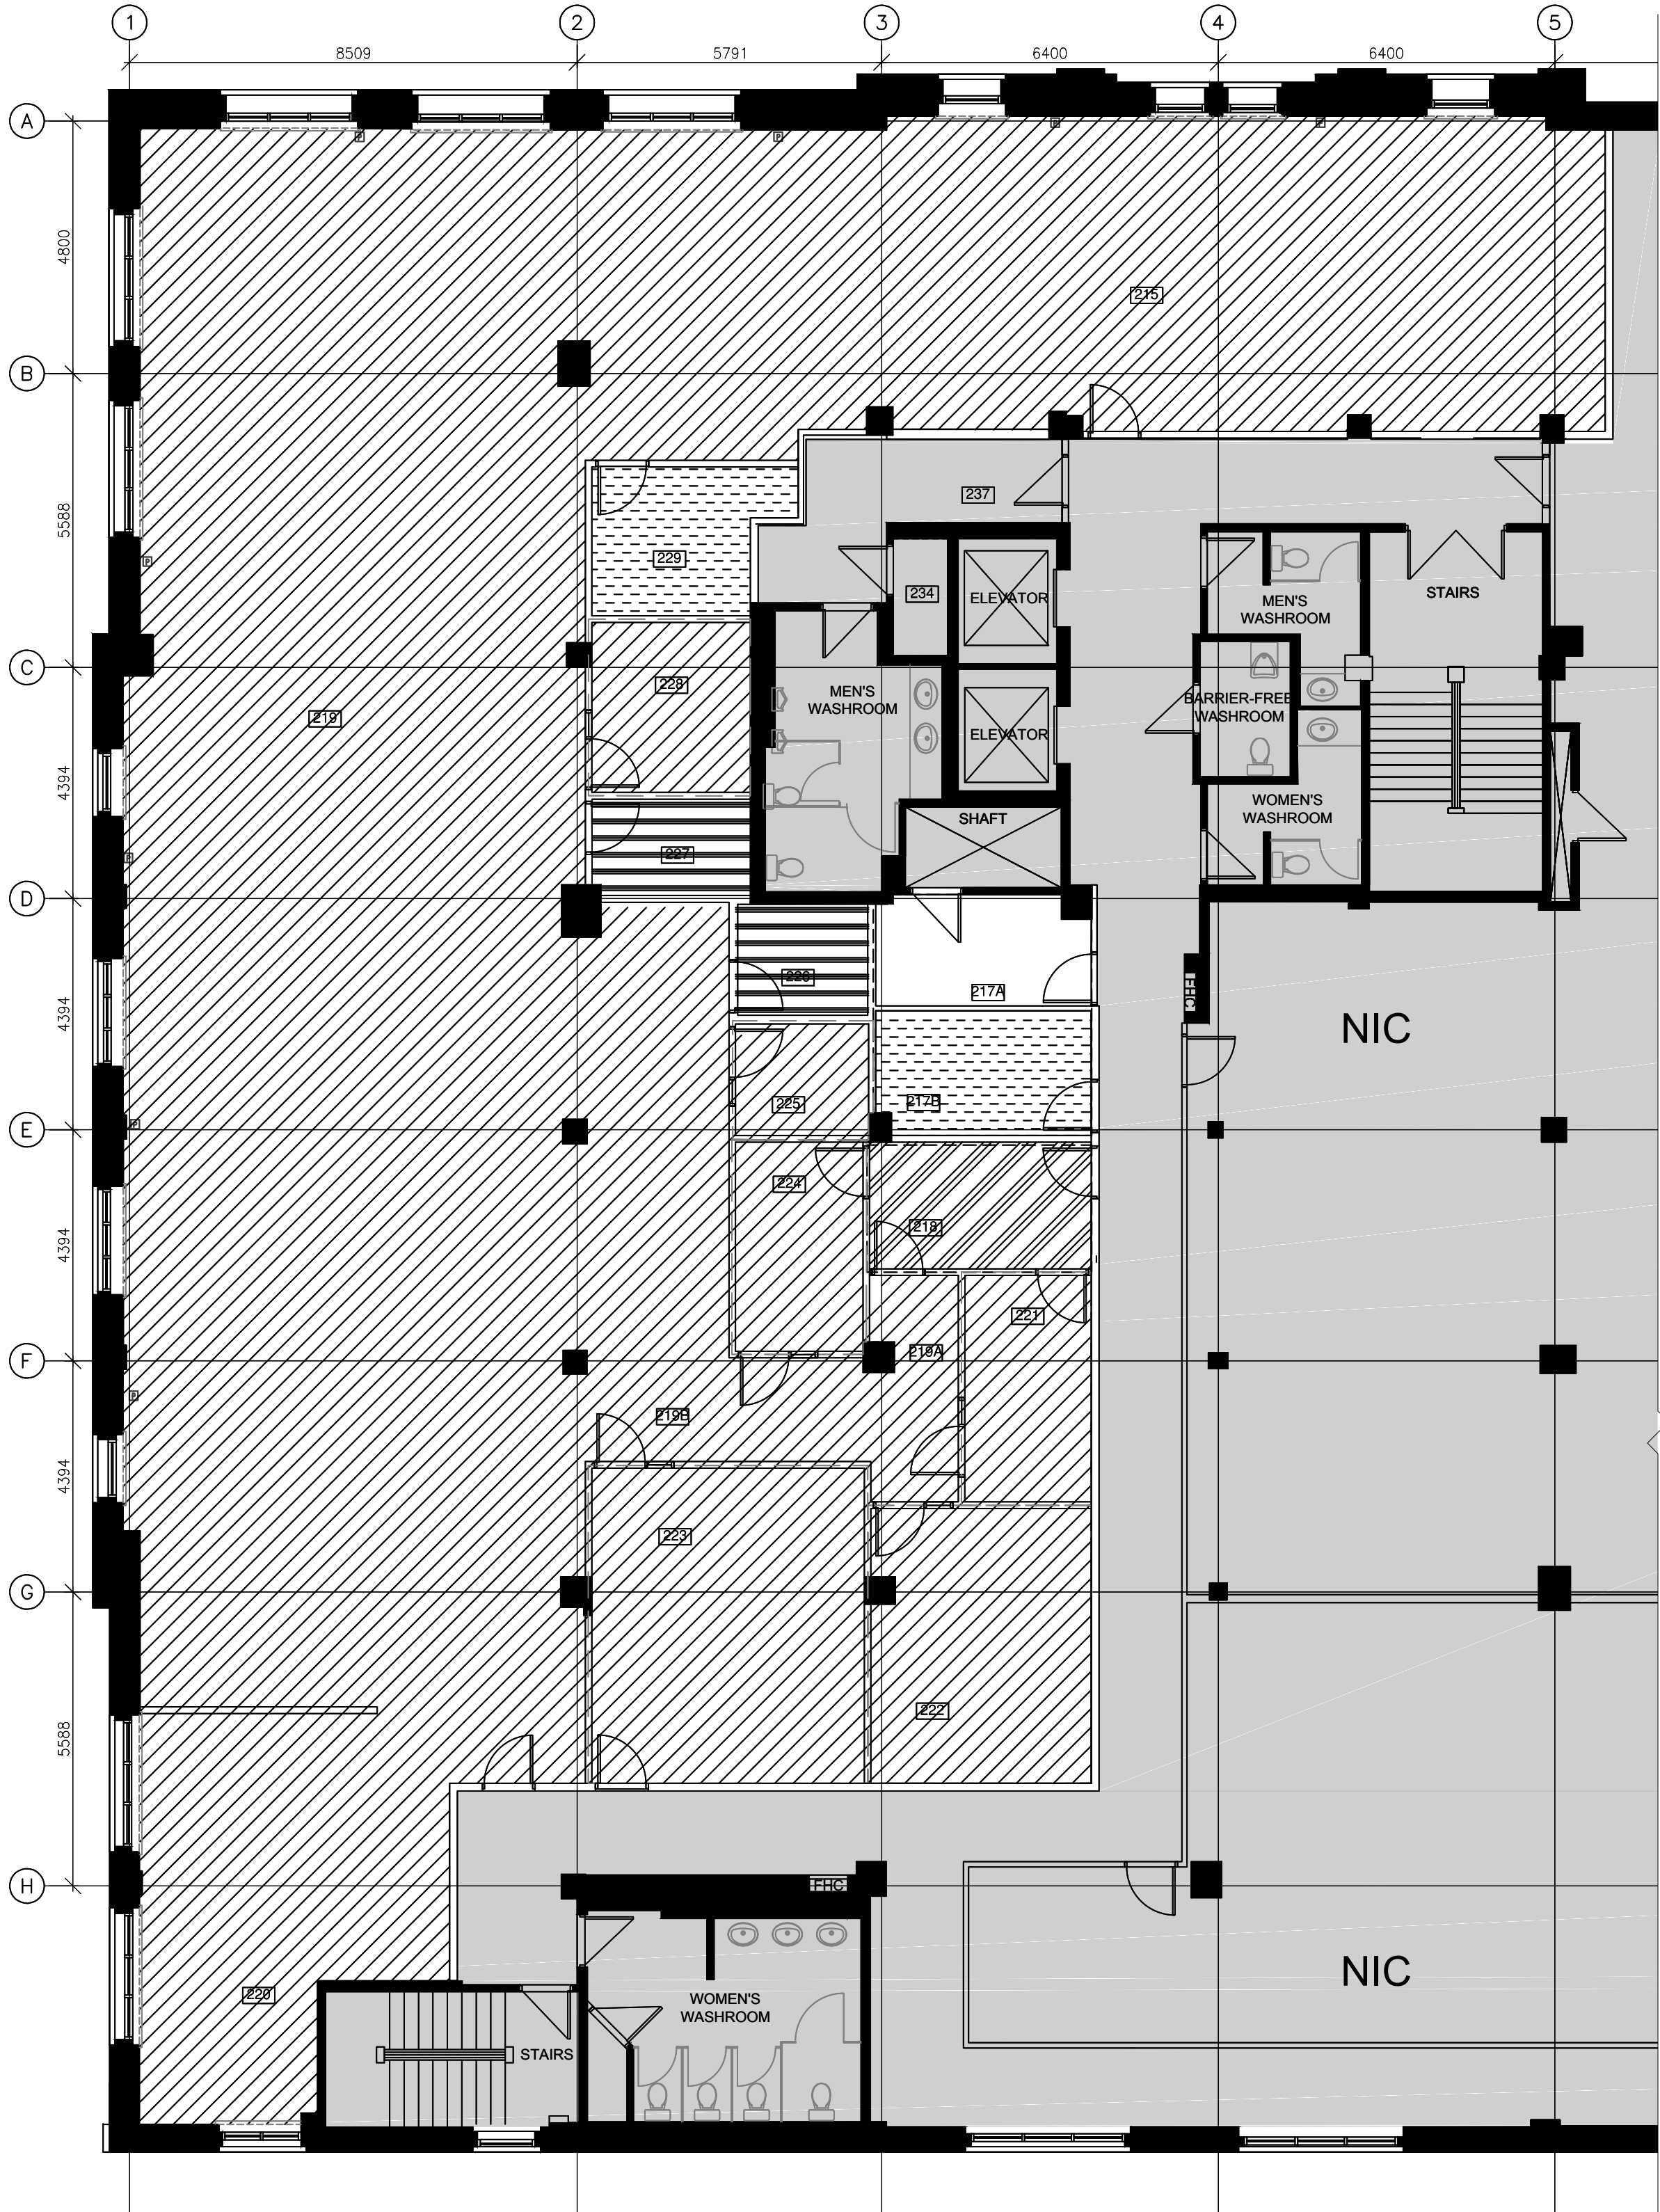 1
2
3
4
5
8509
5791
6400
6400
A
P
P
P
P
4800
215
B
237
5588
229
P
234
ELEVATOR
MEN'S
WASHROOM
STAIRS
C
228
MEN'S
WASHROOM
BARRIER-FREE
WASHROOM
219
ELEVATOR
4394
WOMEN'S
WASHROOM
SHAFT
227
P
D
226
217A
FHC
NIC
4394
225
217B
E
P
224
218
4394
221
219A
F
P
219B
4394
223
G
222
5588
H
FHC
NIC
220
WOMEN'S
WASHROOM
STAIRS